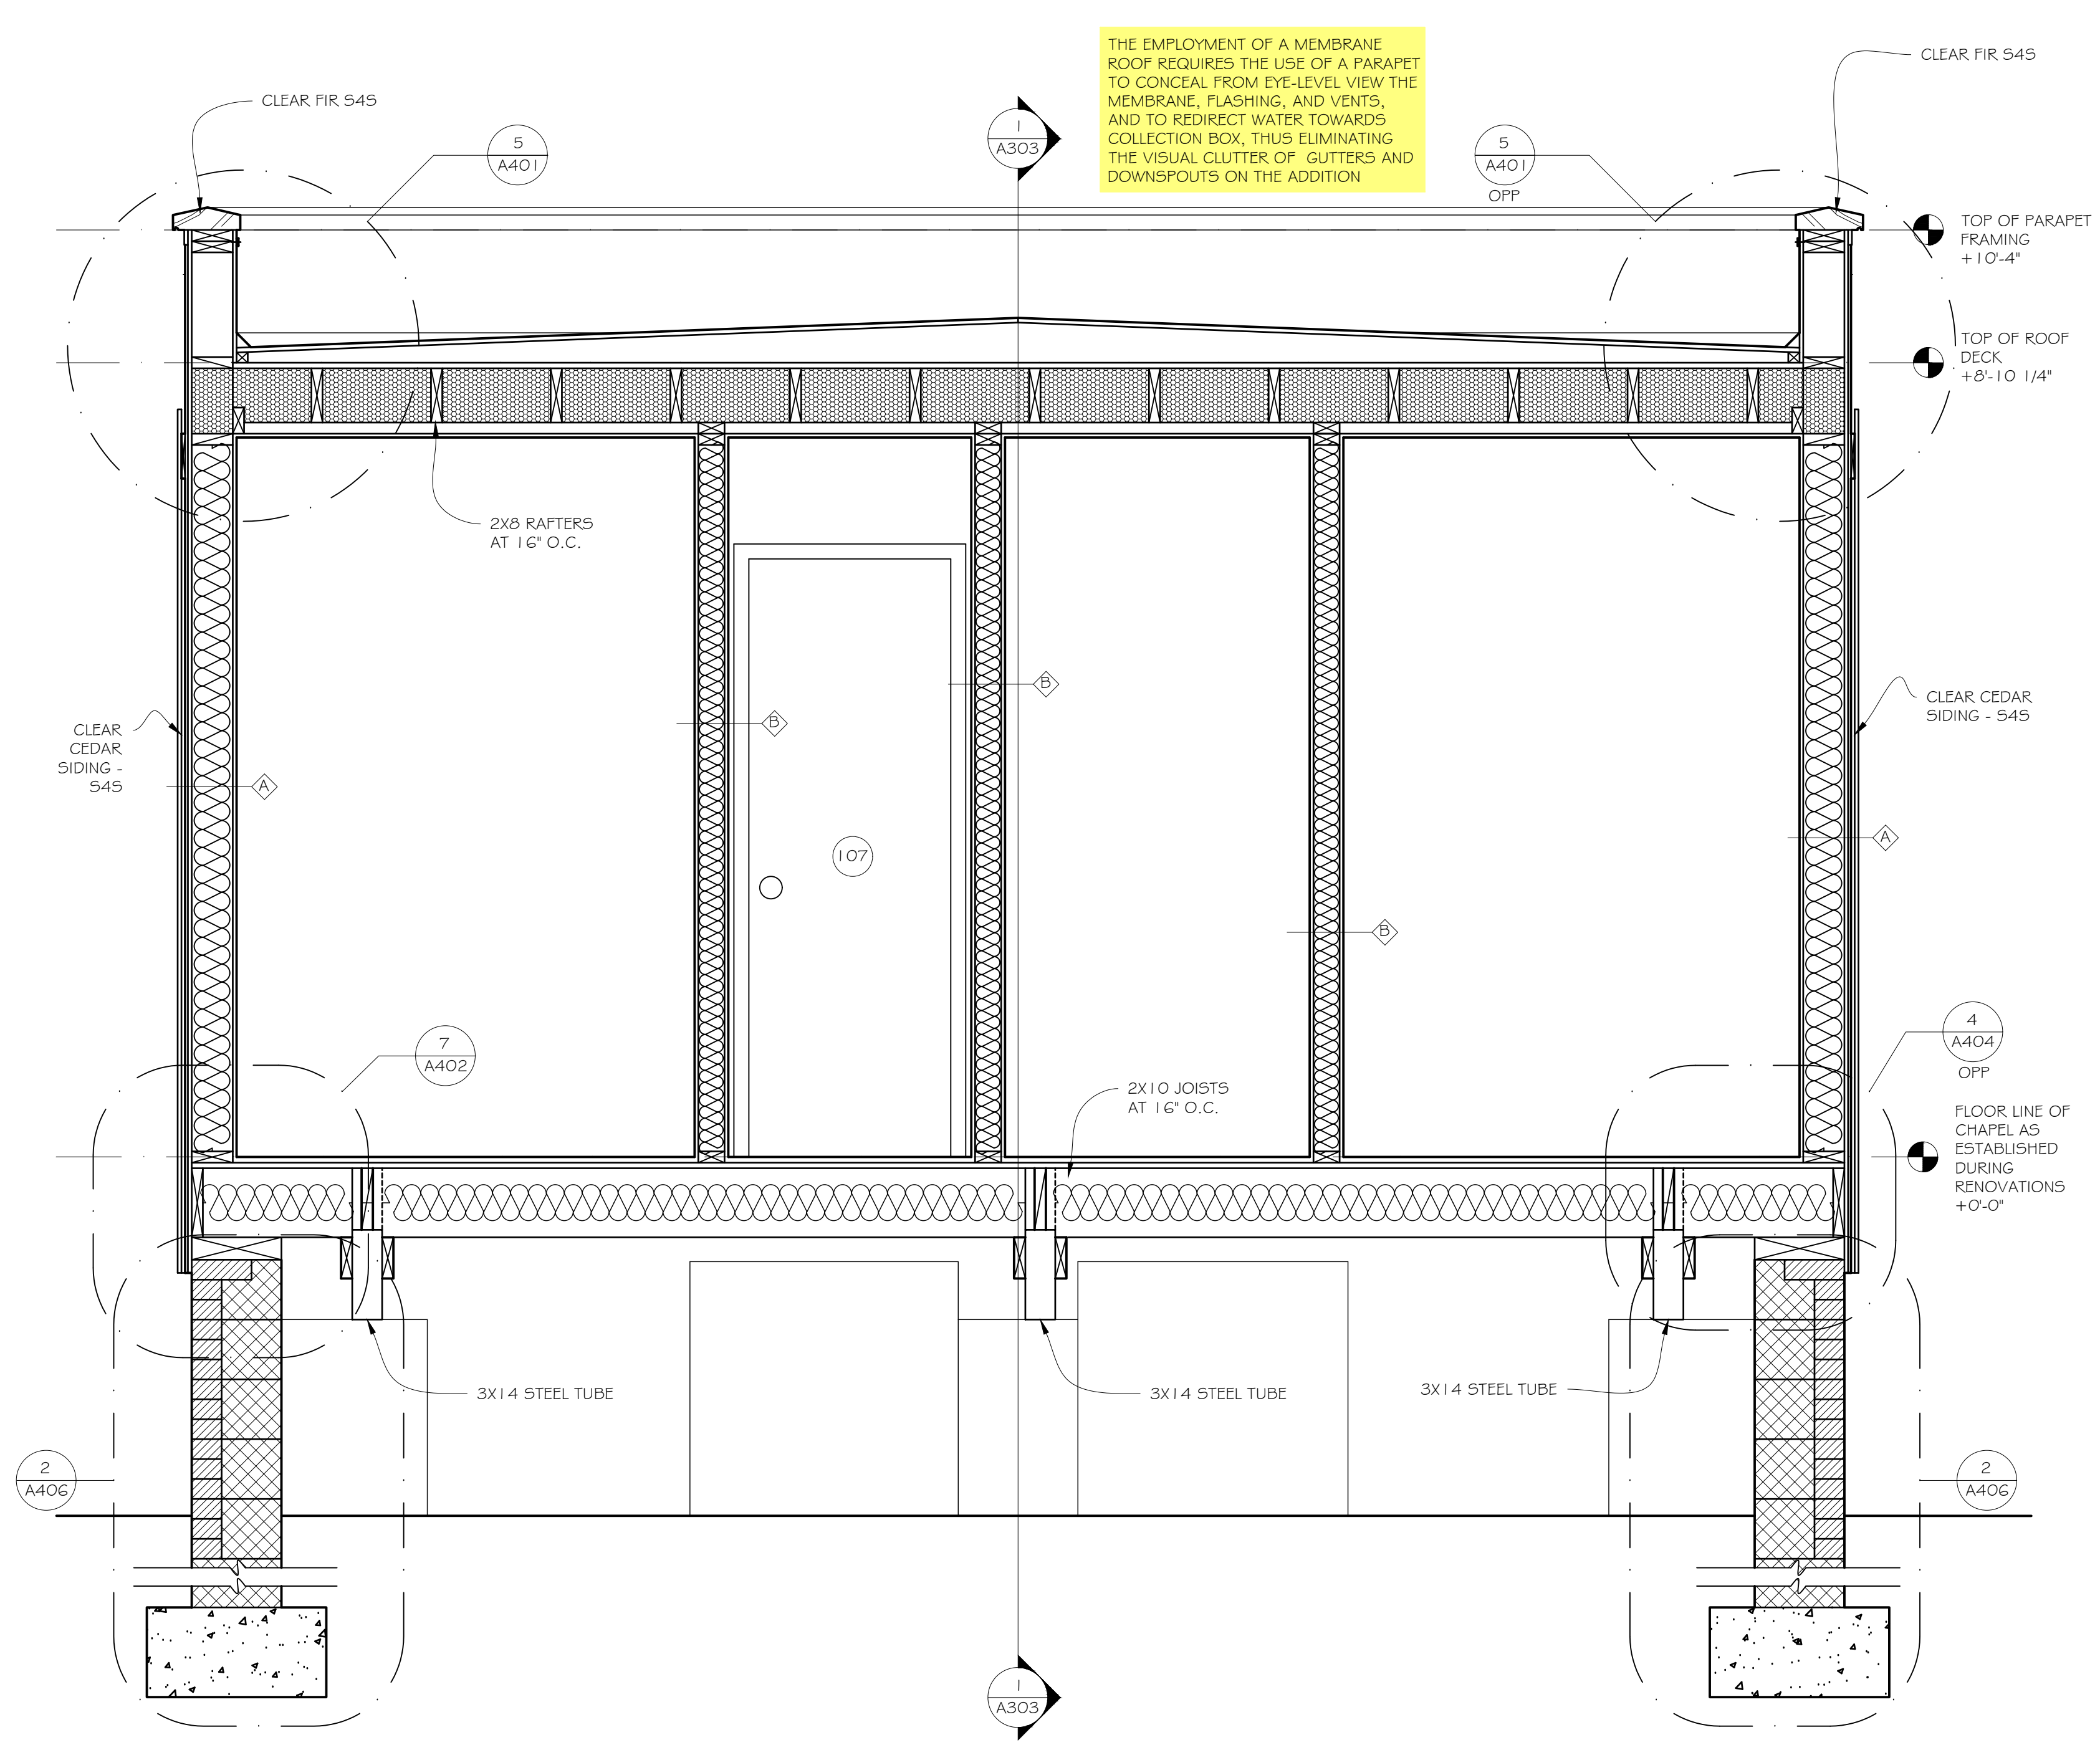 THE EMPLOYMENT OF A MEMBRANE
ROOF REQUIRES THE USE OF A PARAPET
TO CONCEAL FROM EYE-LEVEL VIEW THE
MEMBRANE, FLASHING, AND VENTS,
AND TO REDIRECT WATER TOWARDS
COLLECTION BOX, THUS ELIMINATING
THE VISUAL CLUTTER OF GUTTERS AND
DOWNSPOUTS ON THE ADDITION
CLEAR FIR S4S
CLEAR FIR S4S
5
A401
1
A303
5
A401
OPP
TOP OF PARAPET
FRAMING
+10'-4"
TOP OF ROOF
DECK
+8'-10 1/4"
2X8 RAFTERS
AT 16" O.C.
B
B
CLEAR
CEDAR
SIDING -
S4S
CLEAR CEDAR
SIDING - S4S
A
A
107
B
7
A402
4
A404
OPP
2X10 JOISTS
AT 16" O.C.
FLOOR LINE OF
CHAPEL AS
ESTABLISHED
DURING
RENOVATIONS
+0'-0"
3X14 STEEL TUBE
3X14 STEEL TUBE
3X14 STEEL TUBE
2
A406
2
A406
1
A303